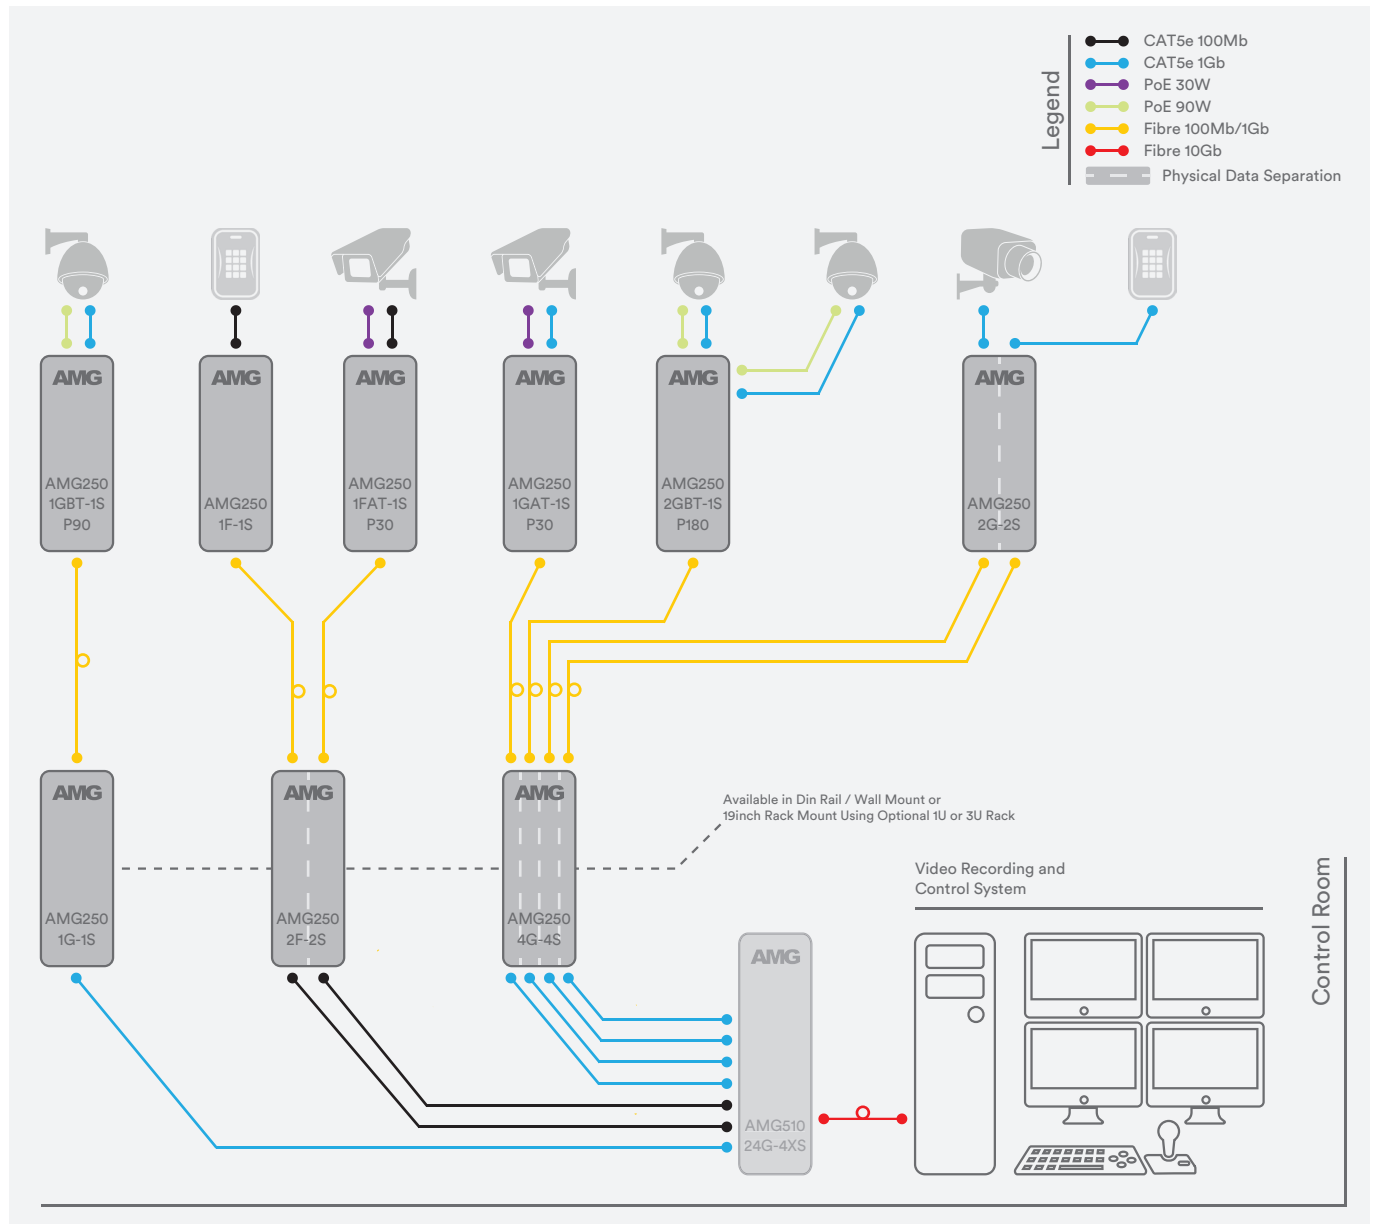 Legend
CAT5e 100Mb
CAT5e 1Gb
PoE 30W
PoE 90W
Fibre 100Mb/1Gb
Fibre 10Gb
Physical Data Separation
AMG
AMG250
1GBT-1S
P90
AMG
AMG250
1F-1S
AMG
AMG250
1FAT-1S
P30
AMG
AMG250
1GAT-1S
P30
AMG
AMG250
2GBT-1S
P180
AMG
AMG250
2G-2S
AMG
AMG250
1G-1S
AMG
AMG250
2F-2S
AMG
AMG250
4G-4S
Available in Din Rail / Wall Mount or
19inch Rack Mount Using Optional 1U or 3U Rack
AMG
AMG510
24G-4XS
Video Recording and
Control System
Control Room